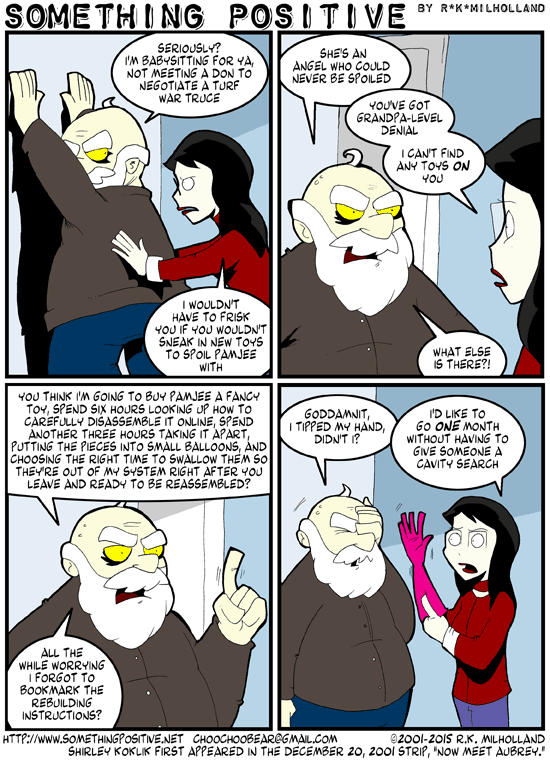 SOMETHING POSITIVE BY R*K*MILHOLLAND
SERIOUSLY?
I'M BABYSITTING FOR YA,
NOT MEETING A DON TO
NEGOTIATE A TURF
WAR TRUCE
I WOULDN'T
HAVE TO FRISK
YOU IF YOU WOULDN'T
SNEAK IN NEW TOYS
TO SPOIL PAMJEE
WITH
SHE'S AN
ANGEL WHO COULD
NEVER BE SPOILED
YOU'VE GOT
GRANDPA-LEVEL
DENIAL
I CAN'T FIND
ANY TOYS ON
YOU
WHAT ELSE
IS THERE?!
YOU THINK I'M GOING TO BUY PAMJEE A FANCY
TOY, SPEND SIX HOURS LOOKING UP HOW TO
CAREFULLY DISASSEMBLE IT ONLINE, SPEND
ANOTHER THREE HOURS TAKING IT APART,
PUTTING THE PIECES INTO SMALL BALLOONS, AND
CHOOSING THE RIGHT TIME TO SWALLOW THEM SO
THEY'RE OUT OF MY SYSTEM RIGHT AFTER YOU
LEAVE AND READY TO BE REASSEMBLED?
ALL THE
WHILE WORRYING
I FORGOT TO
BOOKMARK THE
REBUILDING
INSTRUCTIONS?
GODDAMNIT,
I TIPPED MY HAND,
DIDN'T I?
I'D LIKE TO
GO ONE MONTH
WITHOUT HAVING TO
GIVE SOMEONE A
CAVITY SEARCH
HTTP://WWW.SOMETHINGPOSITIVE.NET CHOOCHOOBEAR@GMAIL.COM ©2001-2015 R.K. MILHOLLAND
SHIRLEY KOKLIK FIRST APPEARED IN THE DECEMBER 20, 2001 STRIP, "NOW MEET AUBREY."